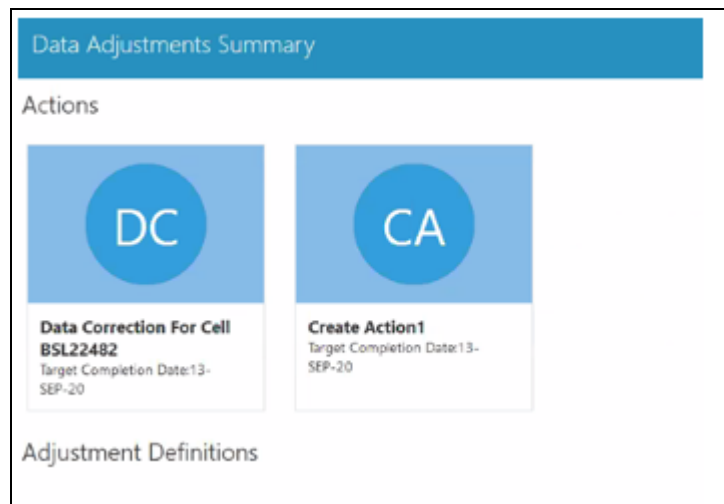 Data Adjustments Summary
Actions
DC
CA
Data Correction For Cell
BSL22482
Target Completion Date:13-
SEP-20
Create Action1
Target Completion Date:13-
SEP-20
Adjustment Definitions